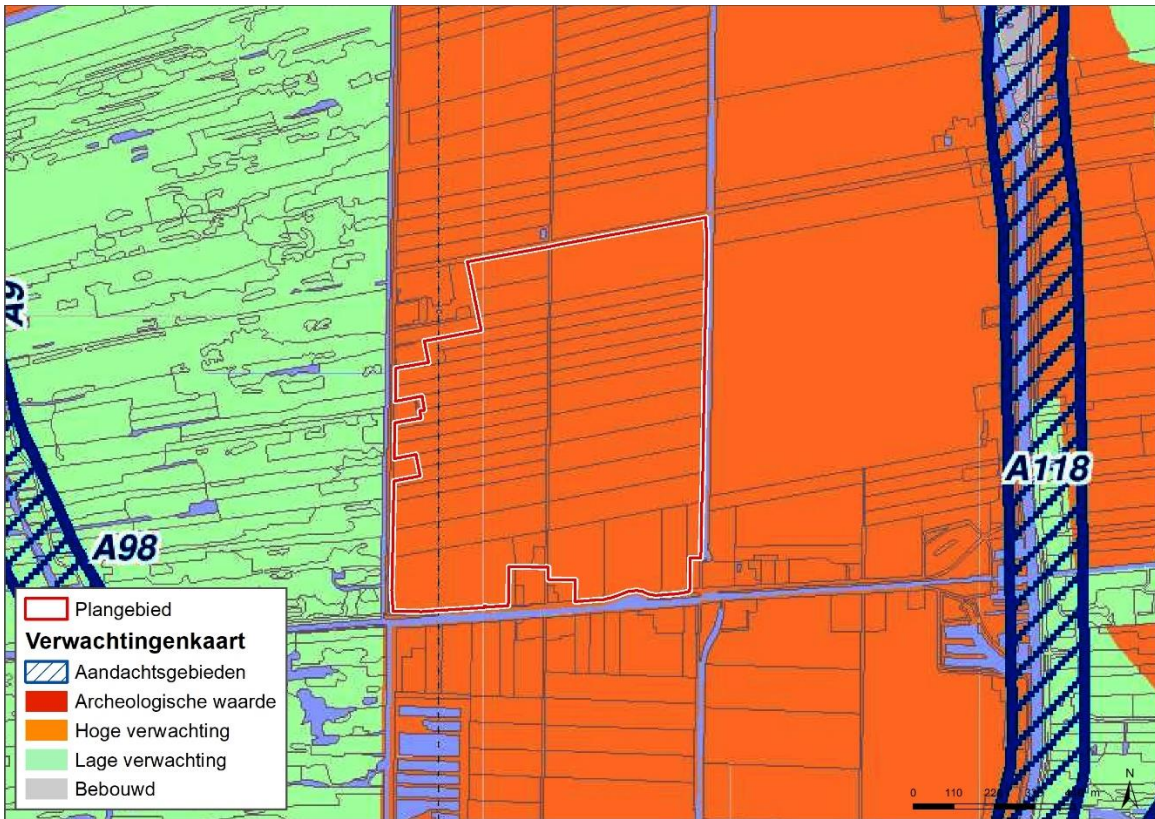 A9
A98
A118
Plangebied
Verwachtingenkaart
Aandachtsgebieden
Archeologische waarde
Hoge verwachting
Lage verwachting
Bebouwd
0 110 m
N